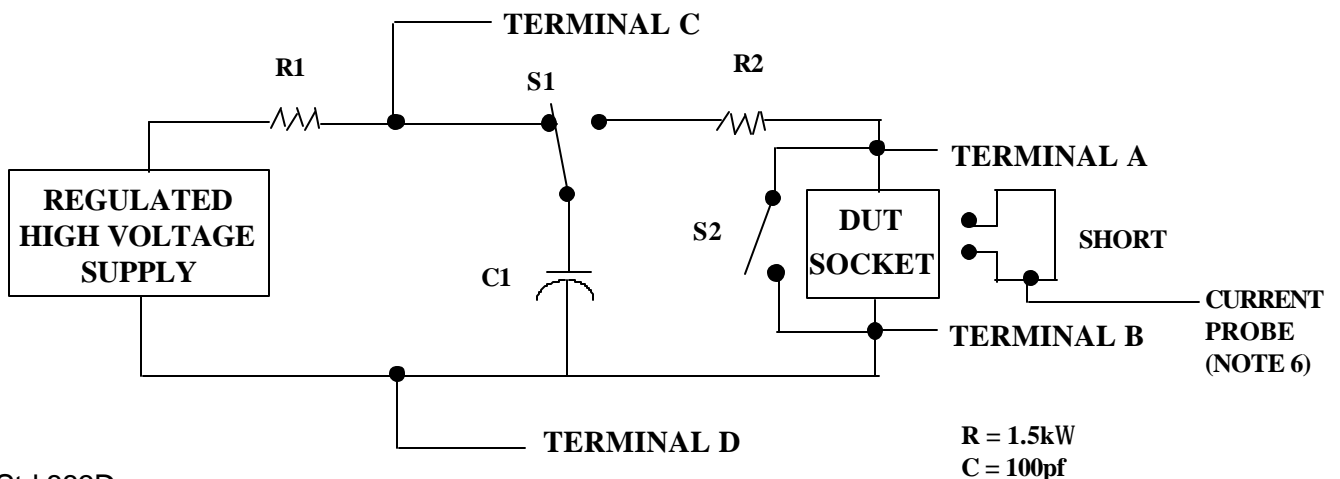 TERMINAL C
R1
S1
R2
REGULATED
HIGH VOLTAGE
SUPPLY
C1
S2
TERMINAL A
DUT
SOCKET
SHORT
TERMINAL B
CURRENT
PROBE
(NOTE 6)
TERMINAL D
R = 1.5kW
C = 100pf